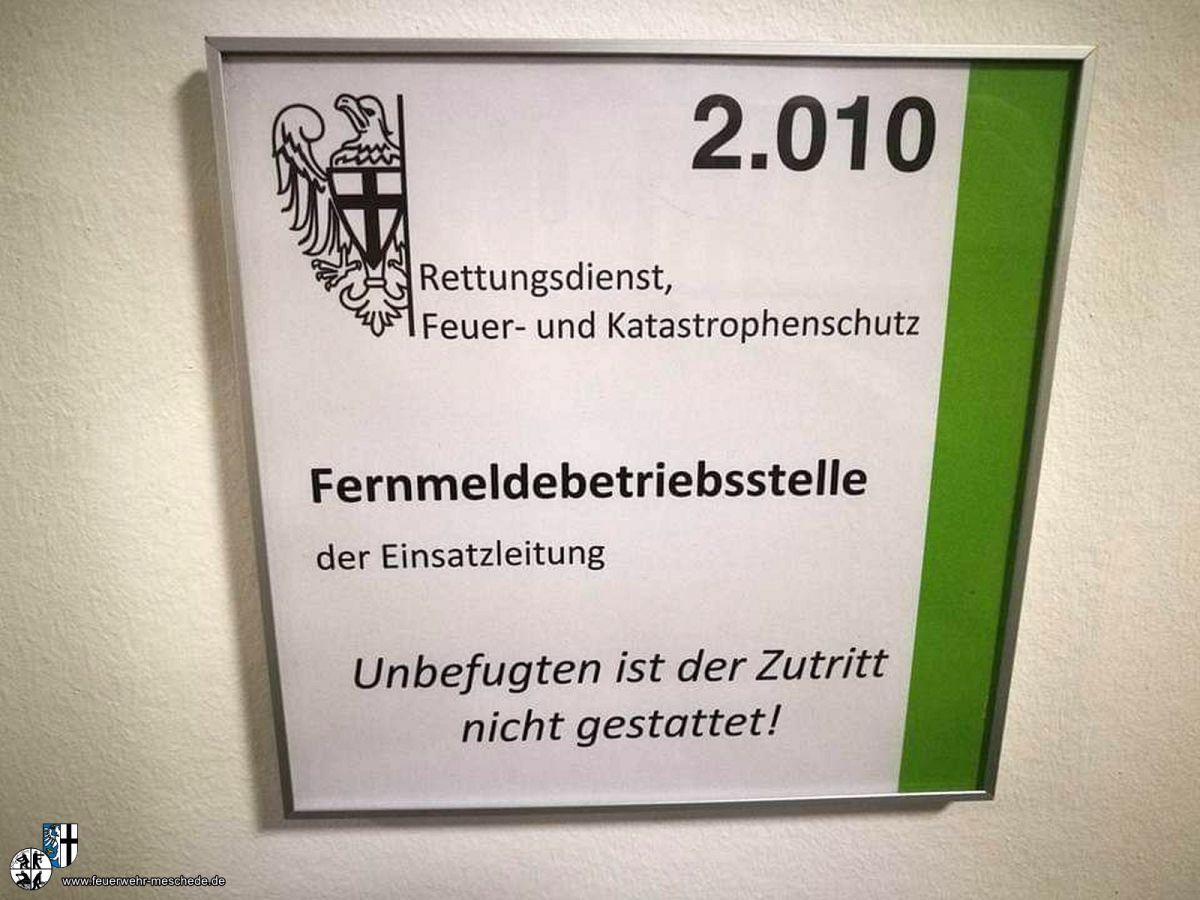 2.010
Rettungsdienst,
Feuer- und Katastrophenschutz
Fernmeldebetriebsstelle
der Einsatzleitung
Unbefugten ist der Zutritt
nicht gestattet!
www.feuerwehr-meschede.de